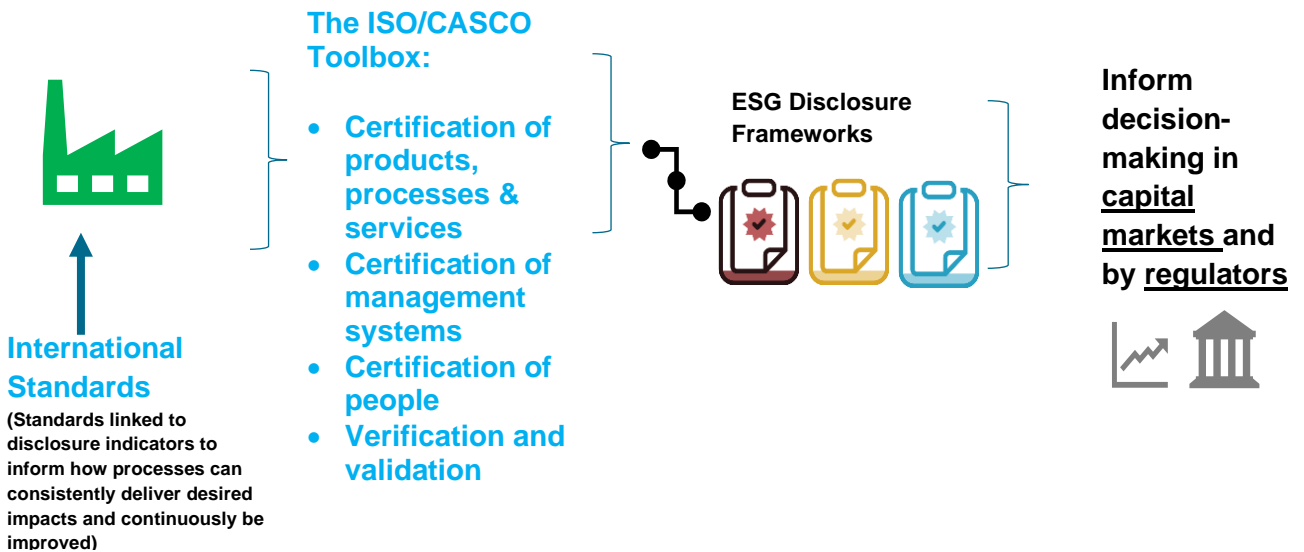 The ISO/CASCO
Toolbox:
• Certification of
products,
processes &
services
• Certification of
management
systems
• Certification of
people
• Verification and
validation
International
Standards
(Standards linked to
disclosure indicators to
inform how processes can
consistently deliver desired
impacts and continuously be
improved)
ESG Disclosure
Frameworks
Inform
decision-
making in
capital
markets and
by regulators